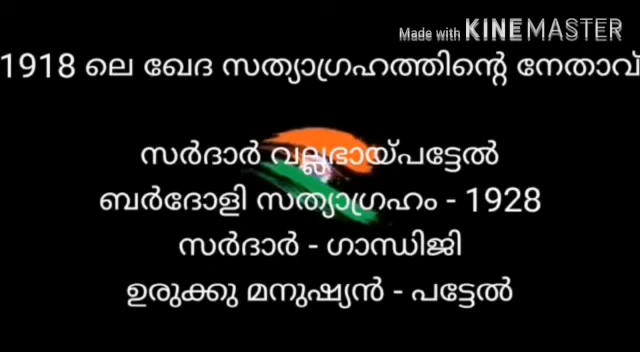 Made with KINEMASTER
1918 ലെ ഖേദ സത്യാഗ്രഹത്തിന്റെ നേതാവ്
സർദാർ വല്ലഭായ്പട്ടേൽ
ബർദോളി സത്യാഗ്രഹം - 1928
സർദാർ - ഗാന്ധിജി
ഉരുക്കു മനുഷ്യൻ - പട്ടേൽ